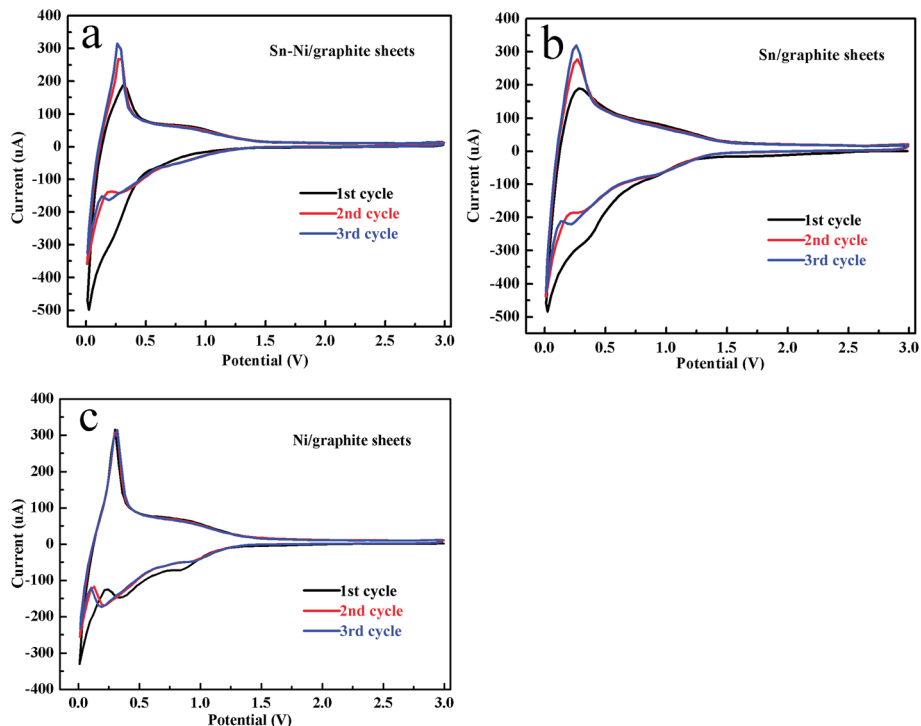 a
Sn-Ni/graphite sheets
400
300
200
100
0
-100
-200
-300
-400
-500
Current (uA)
1st cycle
2nd cycle
3rd cycle
0.0 0.5 1.0 1.5 2.0 2.5 3.0
Potential (V)
b
Sn/graphite sheets
400
300
200
100
0
-100
-200
-300
-400
-500
Current (uA)
1st cycle
2nd cycle
3rd cycle
0.0 0.5 1.0 1.5 2.0 2.5 3.0
Potential (V)
c
Ni/graphite sheets
400
300
200
100
0
-100
-200
-300
-400
Current (uA)
1st cycle
2nd cycle
3rd cycle
0.0 0.5 1.0 1.5 2.0 2.5 3.0
Potential (V)